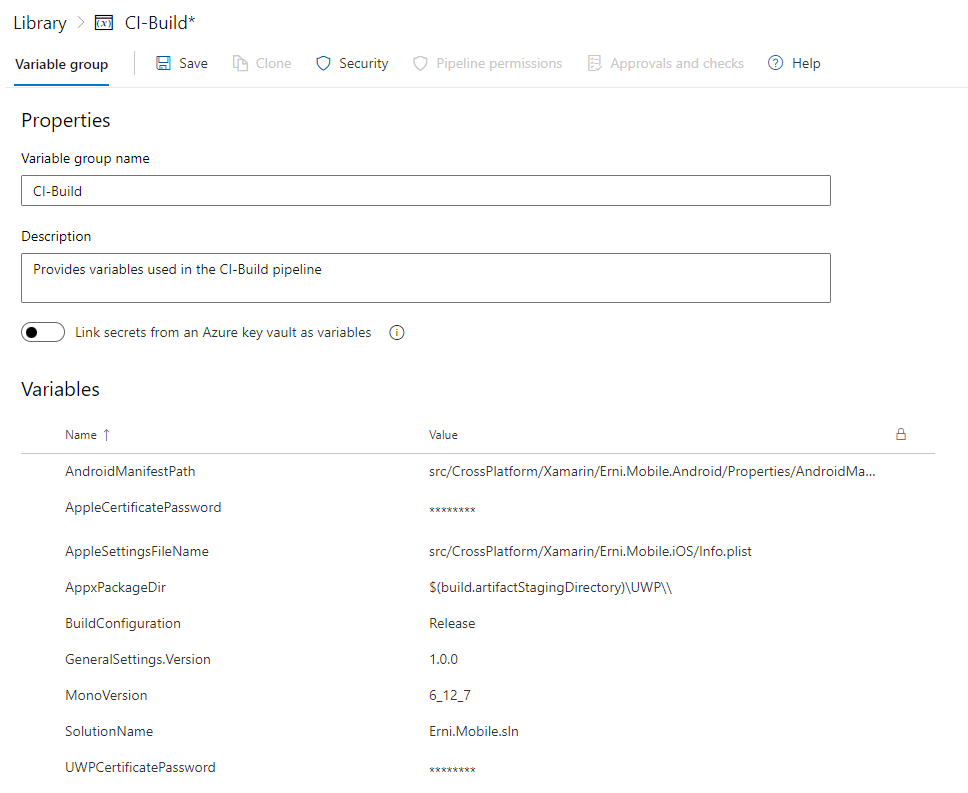 Library > CI-Build*
Variable group Save Clone Security Pipeline permissions Approvals and checks Help
Properties
Variable group name
CI-Build
Description
Provides variables used in the CI-Build pipeline
Link secrets from an Azure key vault as variables
Variables
Name ↑ Value
AndroidManifestPath src/CrossPlatform/Xamarin/Erni.Mobile.Android/Properties/AndroidMa...
AppleCertificatePassword ********
AppleSettingsFileName src/CrossPlatform/Xamarin/Erni.Mobile.iOS/Info.plist
AppxPackageDir $(build.artifactStagingDirectory)\UWP\\
BuildConfiguration Release
GeneralSettings.Version 1.0.0
MonoVersion 6_12_7
SolutionName Erni.Mobile.sln
UWPCertificatePassword ********